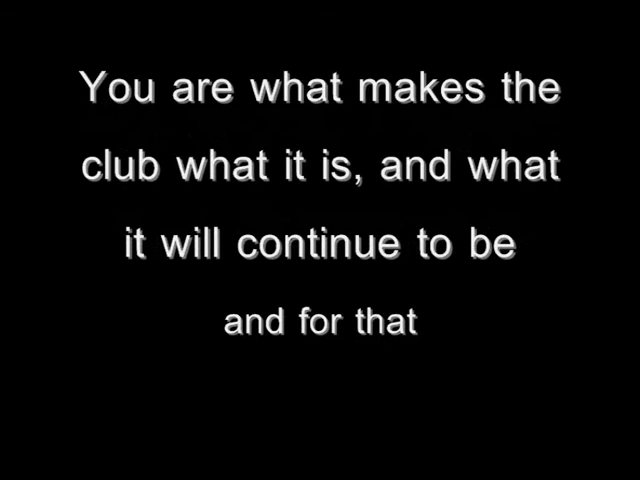 You are what makes the
club what it is, and what
it will continue to be
and for that